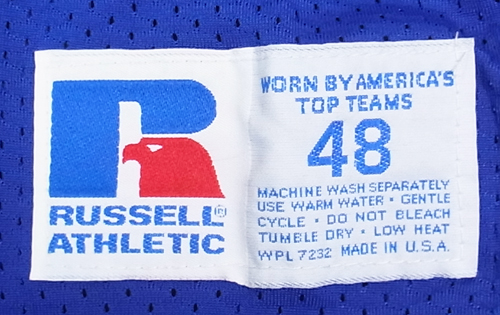 RUSSELL®
ATHLETIC
WORN BY AMERICA'S
TOP TEAMS
48
MACHINE WASH SEPARATELY
USE WARM WATER • GENTLE
CYCLE • DO NOT BLEACH
TUMBLE DRY • LOW HEAT
WPL 7232 MADE IN U.S.A.